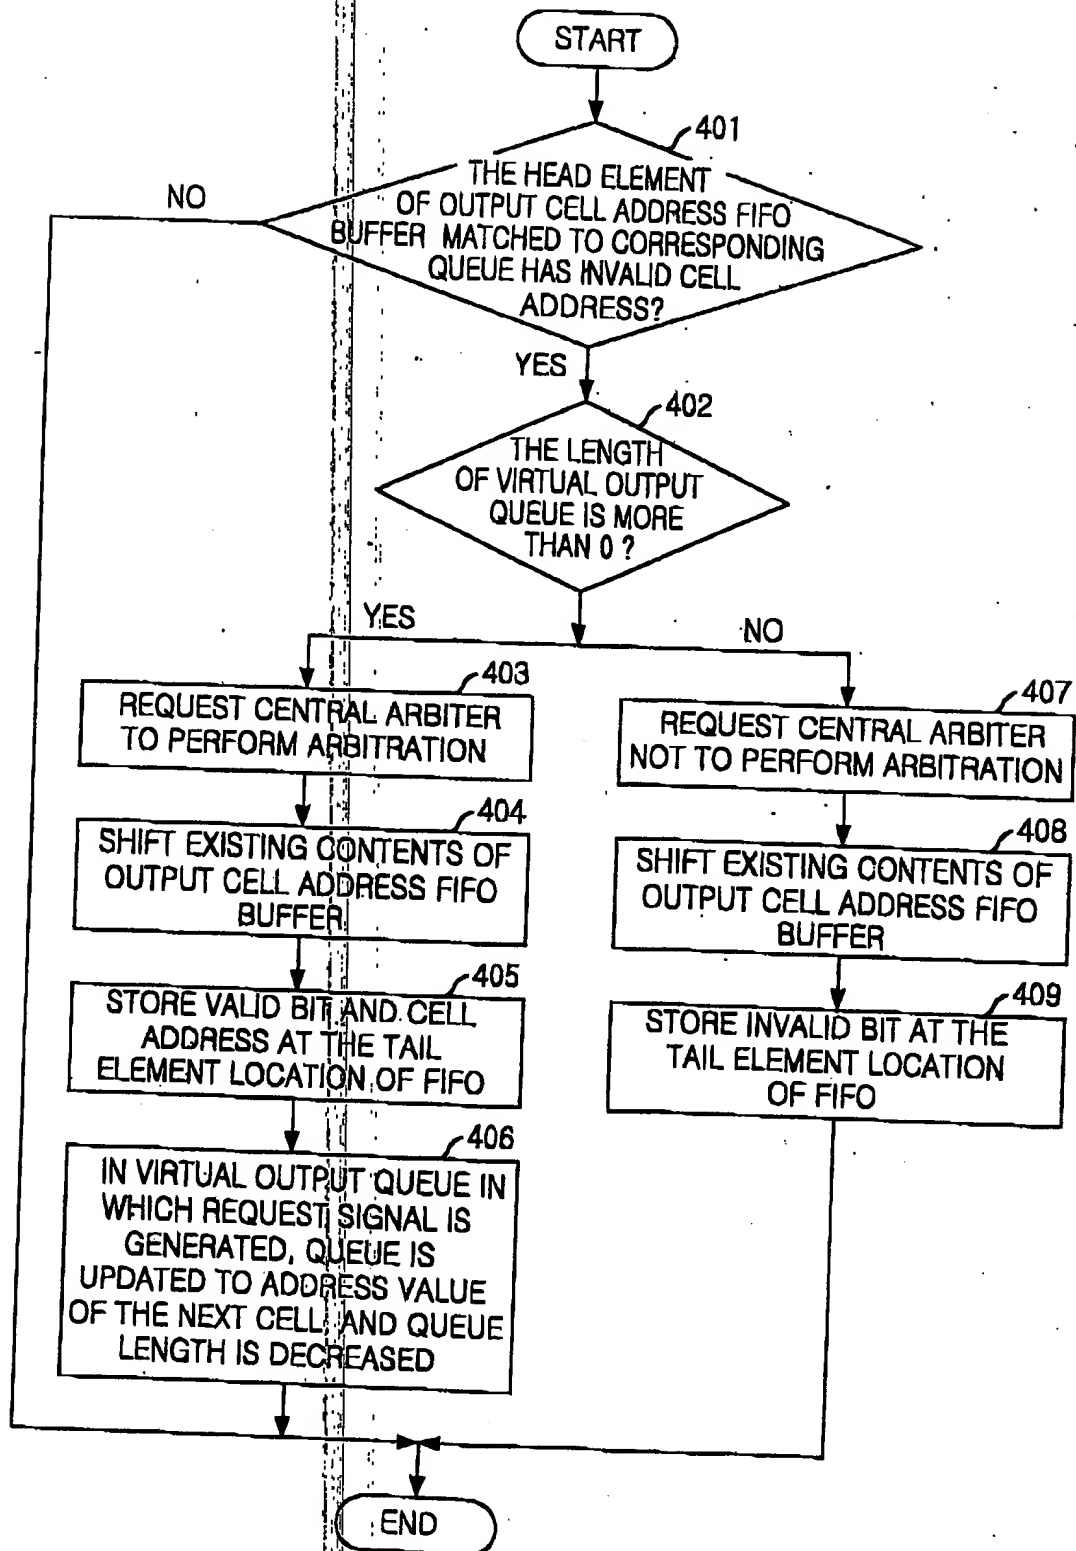 START
401
THE HEAD ELEMENT
OF OUTPUT CELL ADDRESS FIFO
BUFFER MATCHED TO CORRESPONDING
QUEUE HAS INVALID CELL
ADDRESS?
NO
YES
402
THE LENGTH
OF VIRTUAL OUTPUT
QUEUE IS MORE
THAN 0 ?
YES
NO
403
REQUEST CENTRAL ARBITER
TO PERFORM ARBITRATION
404
SHIFT EXISTING CONTENTS OF
OUTPUT CELL ADDRESS FIFO
BUFFER
405
STORE VALID BIT AND CELL
ADDRESS AT THE TAIL
ELEMENT LOCATION OF FIFO
406
IN VIRTUAL OUTPUT QUEUE IN
WHICH REQUEST SIGNAL IS
GENERATED, QUEUE IS
UPDATED TO ADDRESS VALUE
OF THE NEXT CELL AND QUEUE
LENGTH IS DECREASED
407
REQUEST CENTRAL ARBITER
NOT TO PERFORM ARBITRATION
408
SHIFT EXISTING CONTENTS OF
OUTPUT CELL ADDRESS FIFO
BUFFER
409
STORE INVALID BIT AT THE
TAIL ELEMENT LOCATION
OF FIFO
END